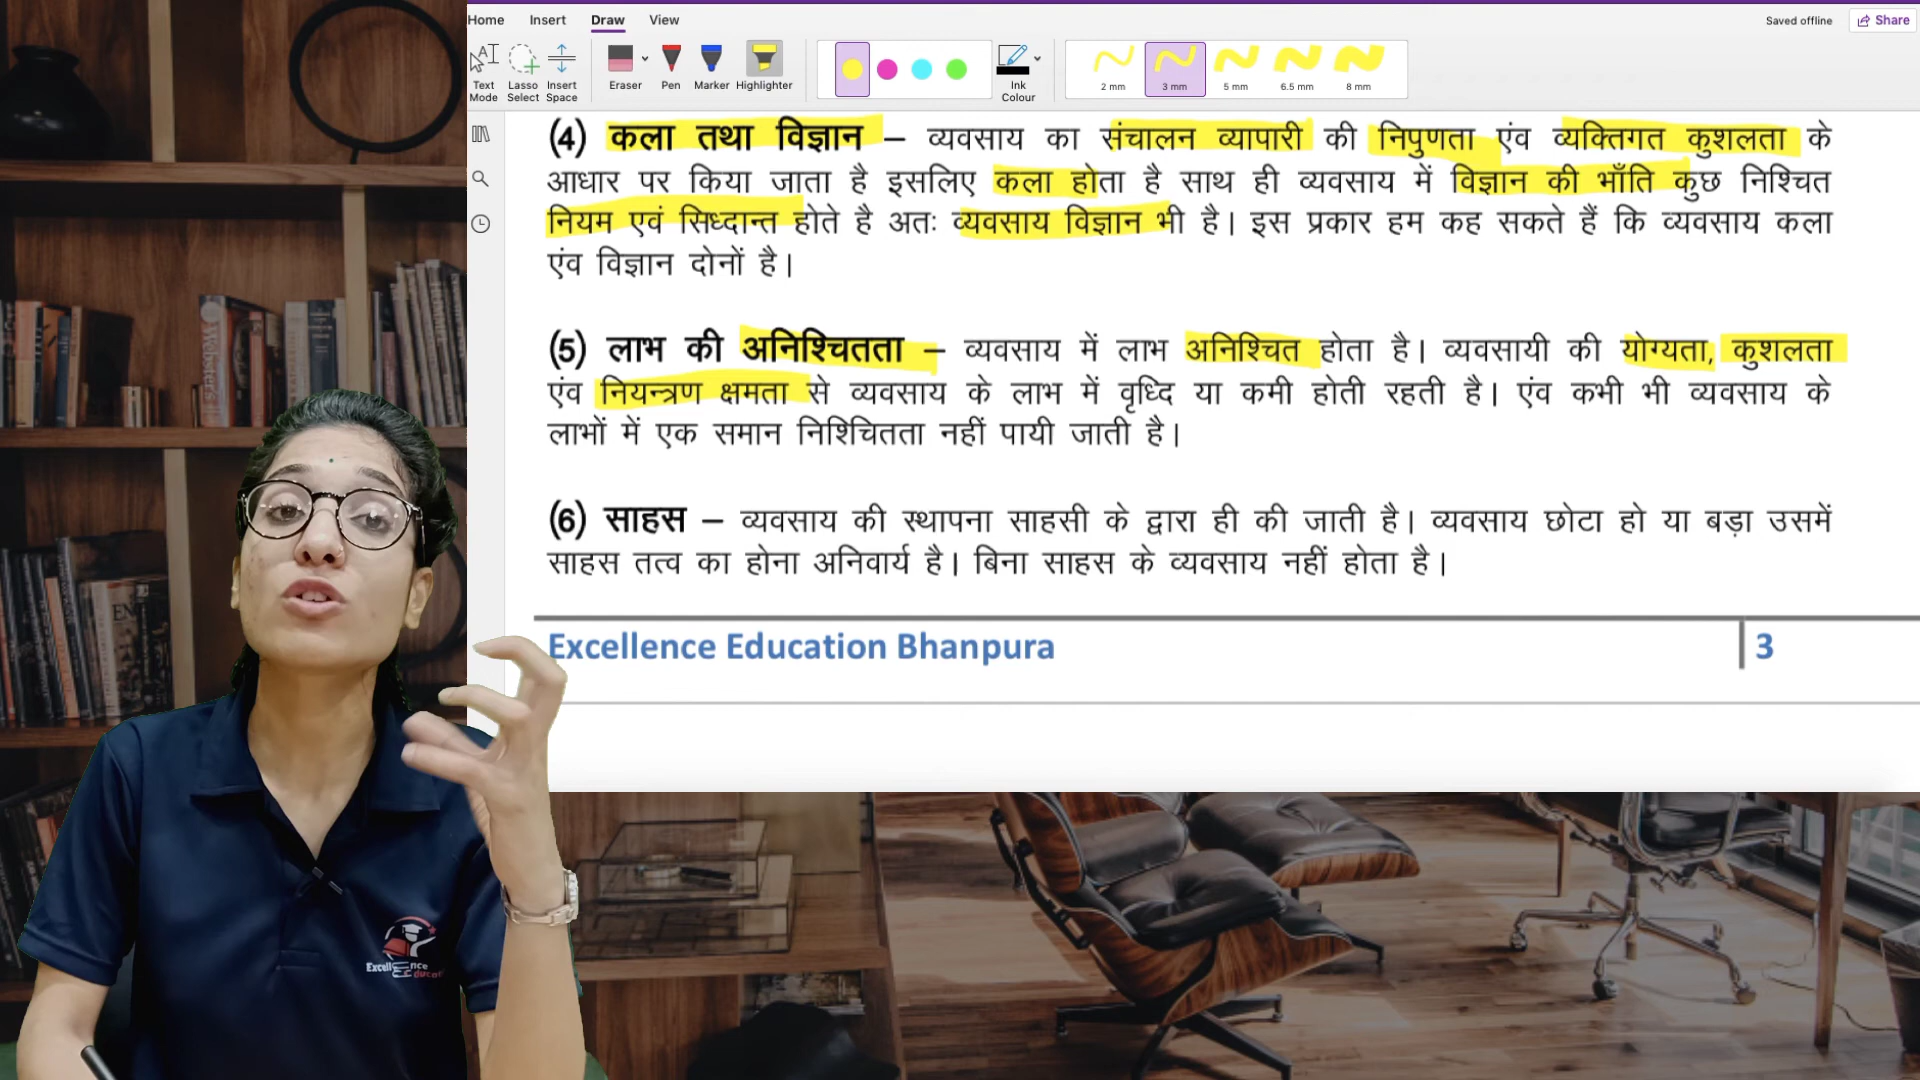 Home Insert Draw View Saved offline Share
Text Mode Lasso Select Insert Space Eraser Pen Marker Highlighter Ink Colour 2 mm 3 mm 5 mm 6.5 mm 8 mm
(4) कला तथा विज्ञान – व्यवसाय का संचालन व्यापारी की निपुणता एंव व्यक्तिगत कुशलता के
आधार पर किया जाता है इसलिए कला होता है साथ ही व्यवसाय में विज्ञान की भाँति कुछ निश्चित
नियम एवं सिध्दान्त होते है अतः व्यवसाय विज्ञान भी है। इस प्रकार हम कह सकते हैं कि व्यवसाय कला
एंव विज्ञान दोनों है।
(5) लाभ की अनिश्चितता – व्यवसाय में लाभ अनिश्चित होता है। व्यवसायी की योग्यता, कुशलता
एंव नियन्त्रण क्षमता से व्यवसाय के लाभ में वृध्दि या कमी होती रहती है। एंव कभी भी व्यवसाय के
लाभों में एक समान निश्चितता नहीं पायी जाती है।
(6) साहस – व्यवसाय की स्थापना साहसी के द्वारा ही की जाती है। व्यवसाय छोटा हो या बड़ा उसमें
साहस तत्व का होना अनिवार्य है। बिना साहस के व्यवसाय नहीं होता है।
Excellence Education Bhanpura 3